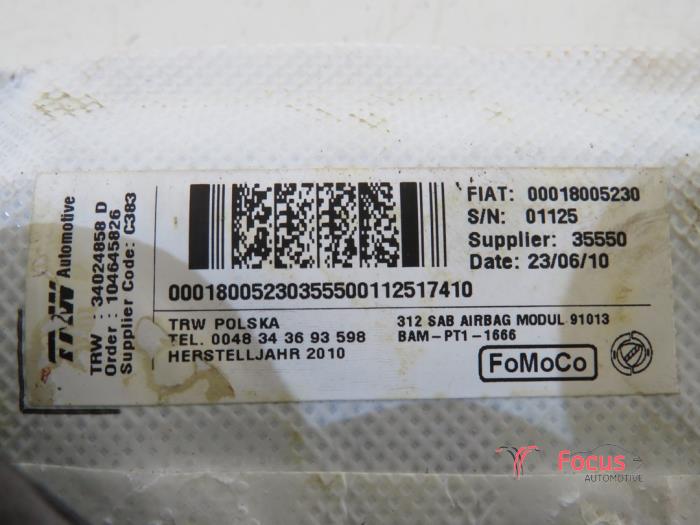 TRW Automotive
TRW : 34024858 D
Order : 104645826
Supplier Code: C383
FIAT: 00018005230
S/N: 01125
Supplier: 35550
Date: 23/06/10
000180052303555001125​17410
TRW POLSKA
TEL. 0048 34 36 93 598
HERSTELLJAHR 2010
312 SAB AIRBAG MODUL 91013
BAM-PT1-1666
FoMoCo
Focus
AUTOMOTIVE